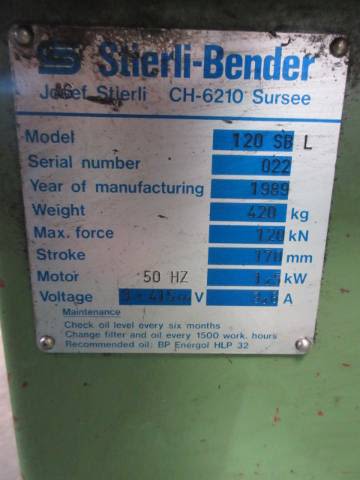 Stierli-Bender
Josef Stierli CH-6210 Sursee
Model 120 SB L
Serial number 022
Year of manufacturing 1989
Weight 420 kg
Max. force 120 kN
Stroke 170 mm
Motor 50 HZ kW
Voltage V A
Maintenance
Check oil level every six months
Change filter and oil every 1500 work. hours
Recommended oil: BP Energol HLP 32